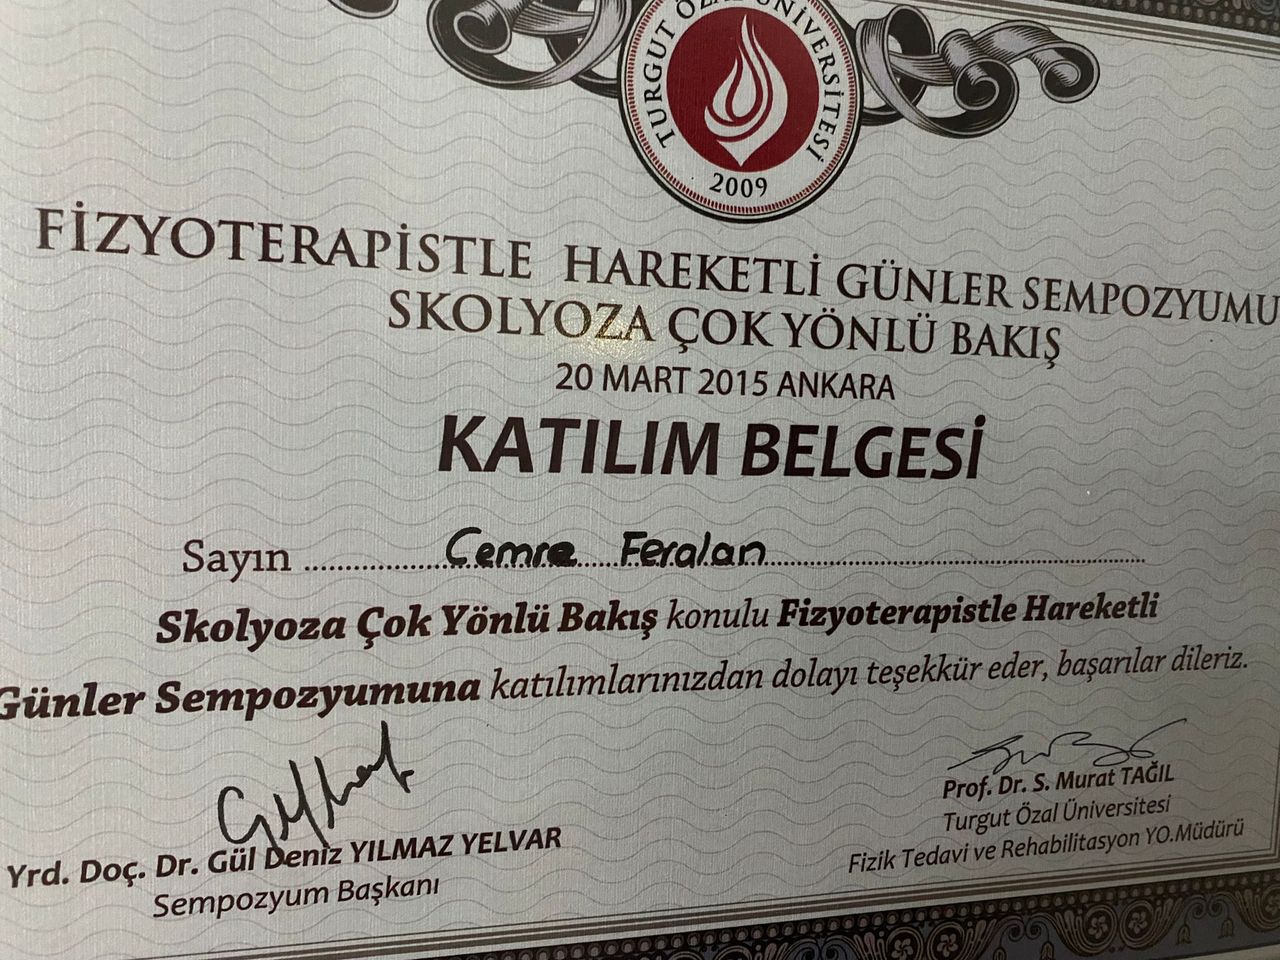 TURGUT ÖZAL ÜNİVERSİTESİ
2009
FİZYOTERAPİSTLE HAREKETLİ GÜNLER SEMPOZYUMU
SKOLYOZA ÇOK YÖNLÜ BAKIŞ
20 MART 2015 ANKARA
KATILIM BELGESİ
Sayın ........ Cemre Feralan ........
Skolyoza Çok Yönlü Bakış konulu Fizyoterapistle Hareketli
Günler Sempozyumuna katılımlarınızdan dolayı teşekkür eder, başarılar dileriz.
Yrd. Doç. Dr. Gül Deniz YILMAZ YELVAR
Sempozyum Başkanı
Prof. Dr. S. Murat TAĞIL
Turgut Özal Üniversitesi
Fizik Tedavi ve Rehabilitasyon YO.Müdürü